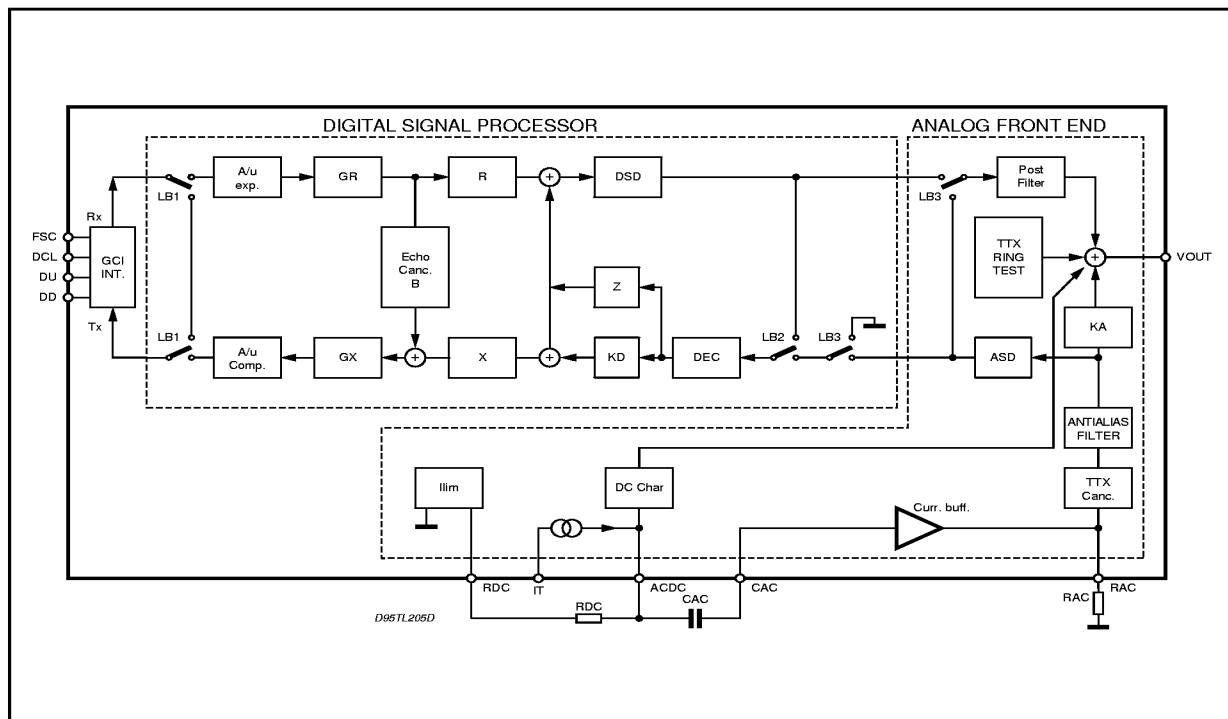 DIGITAL SIGNAL PROCESSOR
ANALOG FRONT END
A/u
exp.
GR
R
DSD
Post
Filter
LB1
LB3
Rx
FSC
DCL
DU
DD
GCI
INT.
Echo
Canc.
B
TTX
RING
TEST
VOUT
Z
Tx
LB1
LB2
LB3
KA
A/u
Comp.
GX
X
KD
DEC
ASD
ANTIALIAS
FILTER
Ilim
DC Char
TTX
Canc.
Curr. buff.
RDC
IT
ACDC
CAC
RAC
RDC
CAC
RAC
D95TL205D